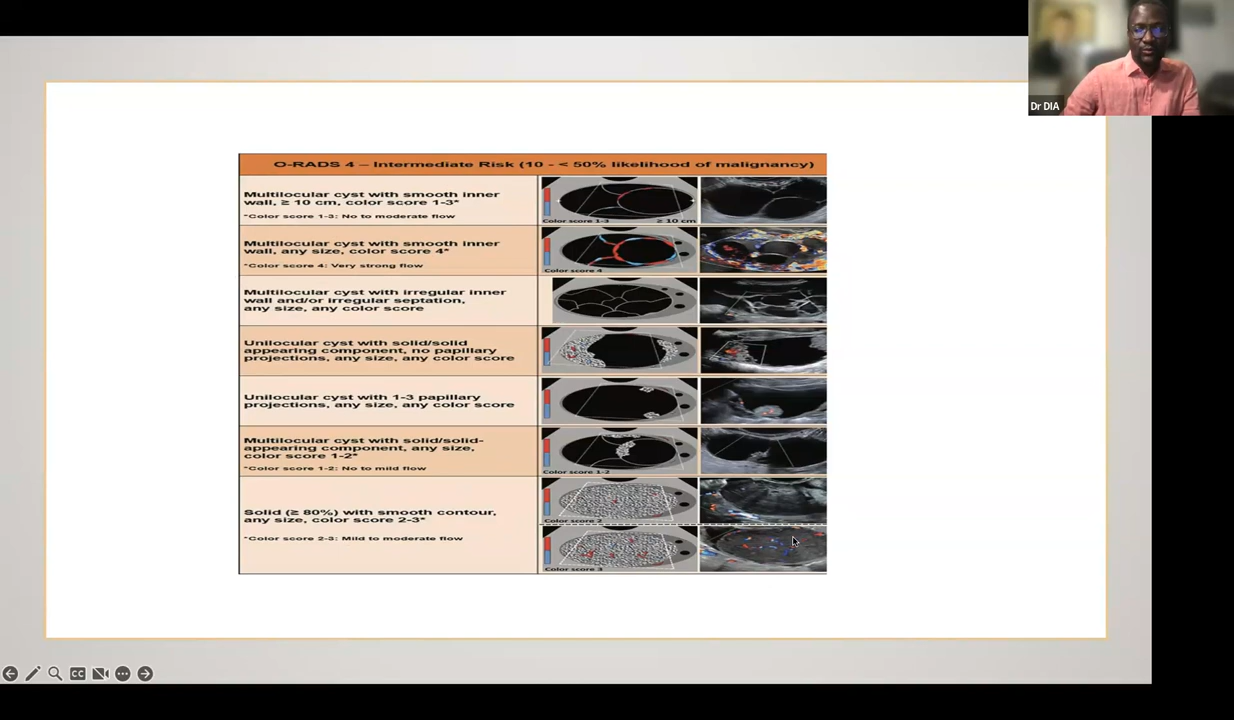 Dr DIA
O-RADS 4 – Intermediate Risk (10 - < 50% likelihood of malignancy)
Multilocular cyst with smooth inner
wall, ≥ 10 cm, color score 1-3*
*Color score 1-3: No to moderate flow
Color score 1-3 ≥ 10 cm
Multilocular cyst with smooth inner
wall, any size, color score 4*
*Color score 4: Very strong flow
Color score 4
Multilocular cyst with irregular inner
wall and/or irregular septation,
any size, any color score
Unilocular cyst with solid/solid
appearing component, no papillary
projections, any size, any color score
Unilocular cyst with 1-3 papillary
projections, any size, any color score
Multilocular cyst with solid/solid-
appearing component, any size,
color score 1-2*
*Color score 1-2: No to mild flow
Color score 1-2
Solid (≥ 80%) with smooth contour,
any size, color score 2-3*
*Color score 2-3: Mild to moderate flow
Color score 2
Color score 3
CC